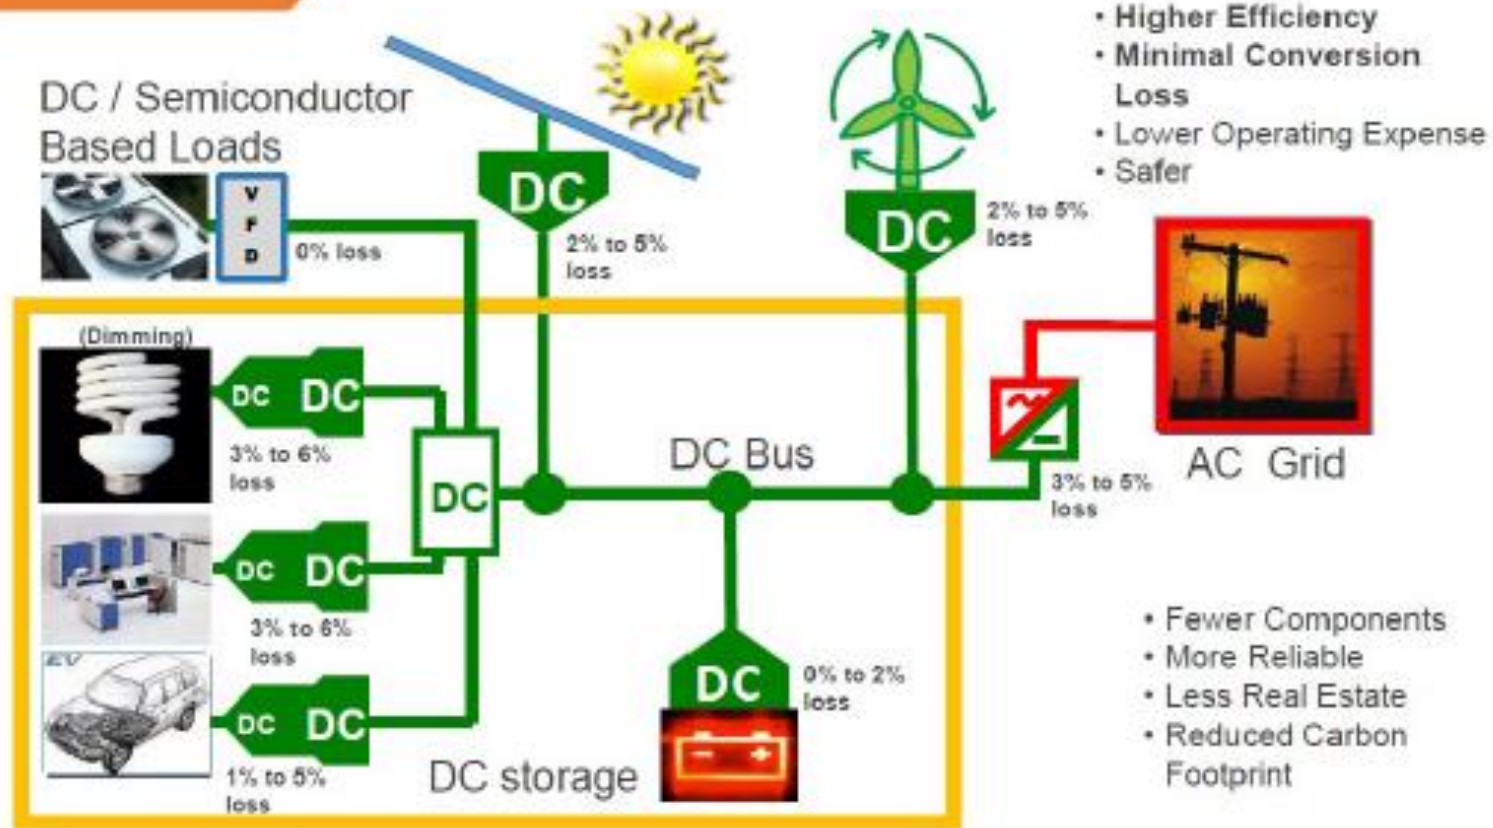 • Higher Efficiency
• Minimal Conversion
Loss
• Lower Operating Expense
• Safer
DC / Semiconductor
Based Loads
V
F
D
0% loss
DC
2% to 5%
loss
DC
2% to 5%
loss
(Dimming)
DC DC
3% to 6%
loss
DC
DC Bus
3% to 5%
loss
AC Grid
DC DC
3% to 6%
loss
EV
DC DC
1% to 5%
loss
DC storage
DC
0% to 2%
loss
- +
• Fewer Components
• More Reliable
• Less Real Estate
• Reduced Carbon
Footprint